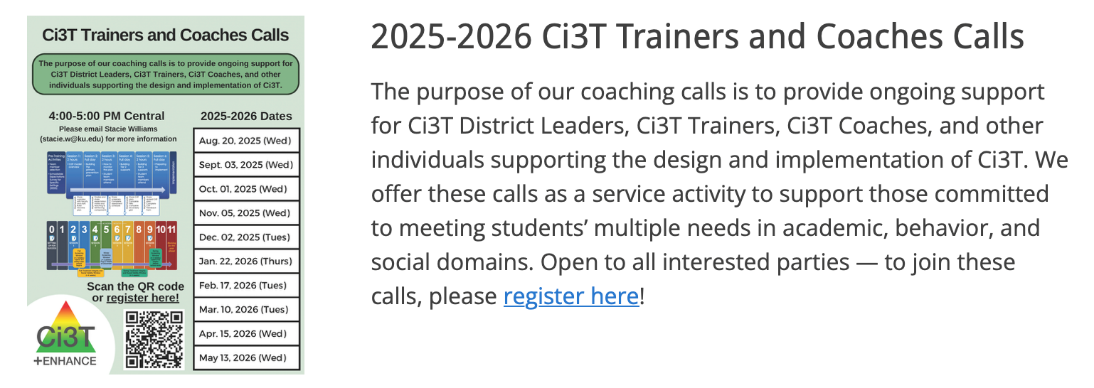 Ci3T Trainers and Coaches Calls
The purpose of our coaching calls is to provide ongoing support for
Ci3T District Leaders, Ci3T Trainers, Ci3T Coaches, and other
individuals supporting the design and implementation of Ci3T.
4:00-5:00 PM Central
Please email Stacie Williams
(stacie.w@ku.edu) for more information
0 1 2 3 4 5 6 7 8 9 10 11
Scan the QR code
or register here!
Ci3T
+ENHANCE
2025-2026 Dates
Aug. 20, 2025 (Wed)
Sept. 03, 2025 (Wed)
Oct. 01, 2025 (Wed)
Nov. 05, 2025 (Wed)
Dec. 02, 2025 (Tues)
Jan. 22, 2026 (Thurs)
Feb. 17, 2026 (Tues)
Mar. 10, 2026 (Tues)
Apr. 15, 2026 (Wed)
May 13, 2026 (Wed)
2025-2026 Ci3T Trainers and Coaches Calls
The purpose of our coaching calls is to provide ongoing support
for Ci3T District Leaders, Ci3T Trainers, Ci3T Coaches, and other
individuals supporting the design and implementation of Ci3T. We
offer these calls as a service activity to support those committed
to meeting students’ multiple needs in academic, behavior, and
social domains. Open to all interested parties — to join these
calls, please register here!